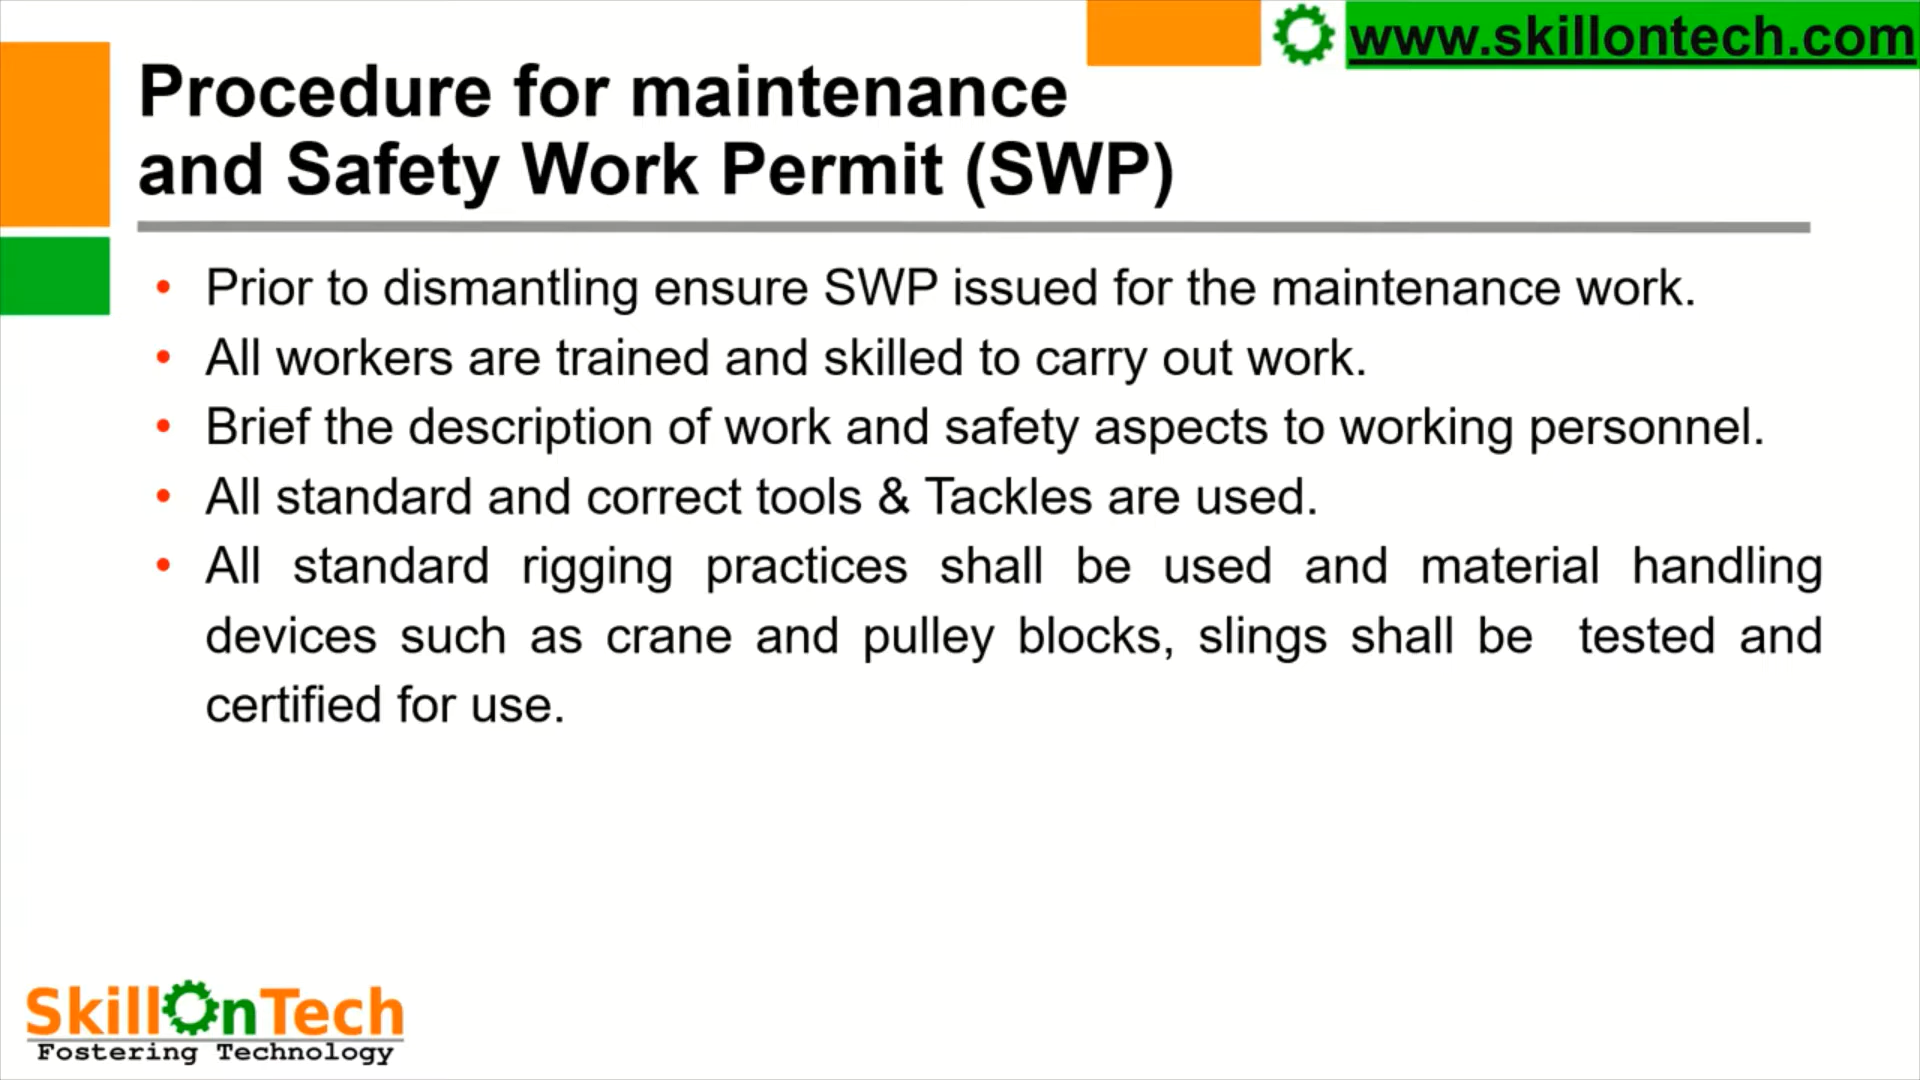 www.skillontech.com
Procedure for maintenance
and Safety Work Permit (SWP)
• Prior to dismantling ensure SWP issued for the maintenance work.
• All workers are trained and skilled to carry out work.
• Brief the description of work and safety aspects to working personnel.
• All standard and correct tools & Tackles are used.
• All standard rigging practices shall be used and material handling
devices such as crane and pulley blocks, slings shall be tested and
certified for use.
SkillOnTech
Fostering Technology